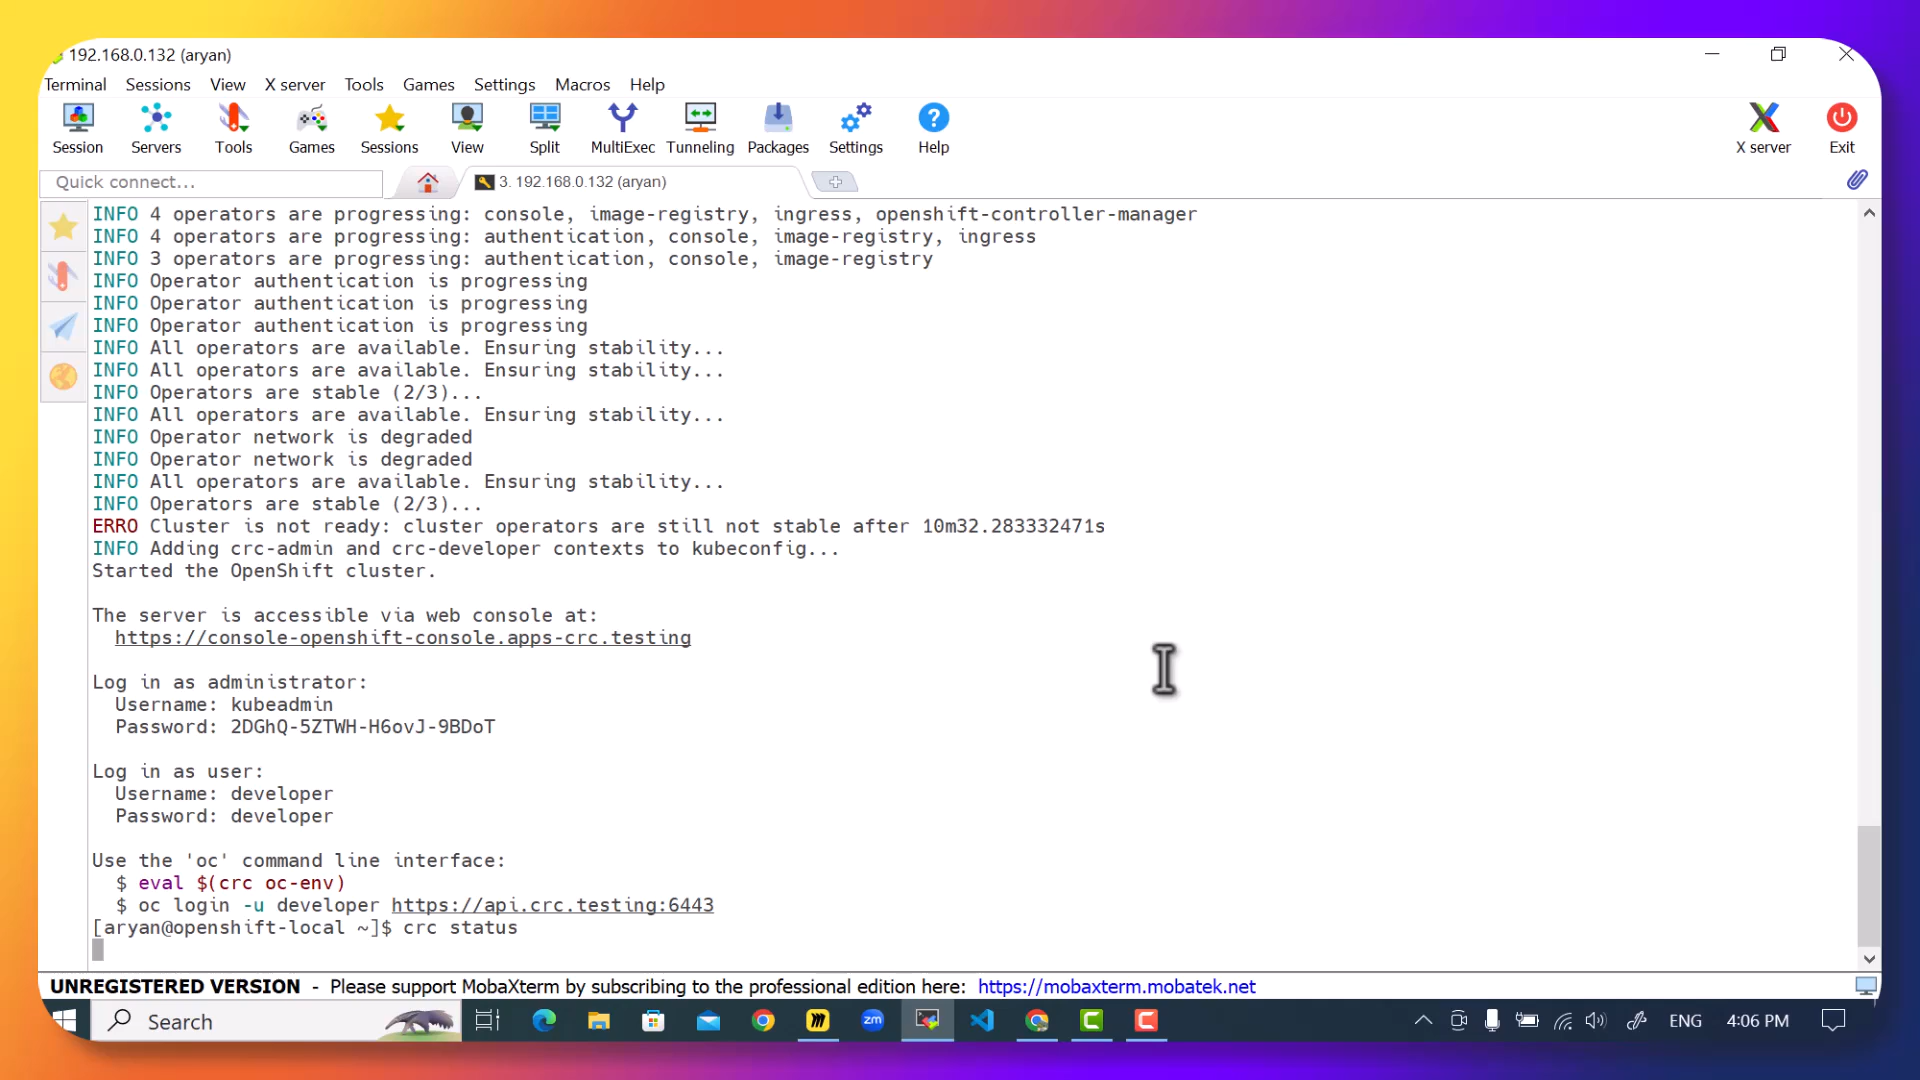 192.168.0.132 (aryan)
Terminal Sessions View X server Tools Games Settings Macros Help
Session Servers Tools Games Sessions View Split MultiExec Tunneling Packages Settings Help X server Exit
Quick connect...
3. 192.168.0.132 (aryan)
INFO 4 operators are progressing: console, image-registry, ingress, openshift-controller-manager
INFO 4 operators are progressing: authentication, console, image-registry, ingress
INFO 3 operators are progressing: authentication, console, image-registry
INFO Operator authentication is progressing
INFO Operator authentication is progressing
INFO Operator authentication is progressing
INFO All operators are available. Ensuring stability...
INFO All operators are available. Ensuring stability...
INFO Operators are stable (2/3)...
INFO All operators are available. Ensuring stability...
INFO Operator network is degraded
INFO Operator network is degraded
INFO All operators are available. Ensuring stability...
INFO Operators are stable (2/3)...
ERRO Cluster is not ready: cluster operators are still not stable after 10m32.283332471s
INFO Adding crc-admin and crc-developer contexts to kubeconfig...
Started the OpenShift cluster.
The server is accessible via web console at:
https://console-openshift-console.apps-crc.testing
Log in as administrator:
Username: kubeadmin
Password: 2DGhQ-5ZTWH-H6ovJ-9BDoT
Log in as user:
Username: developer
Password: developer
Use the 'oc' command line interface:
$ eval $(crc oc-env)
$ oc login -u developer https://api.crc.testing:6443
[aryan@openshift-local ~]$ crc status
UNREGISTERED VERSION - Please support MobaXterm by subscribing to the professional edition here: https://mobaxterm.mobatek.net
Search
zm
ENG
4:06 PM